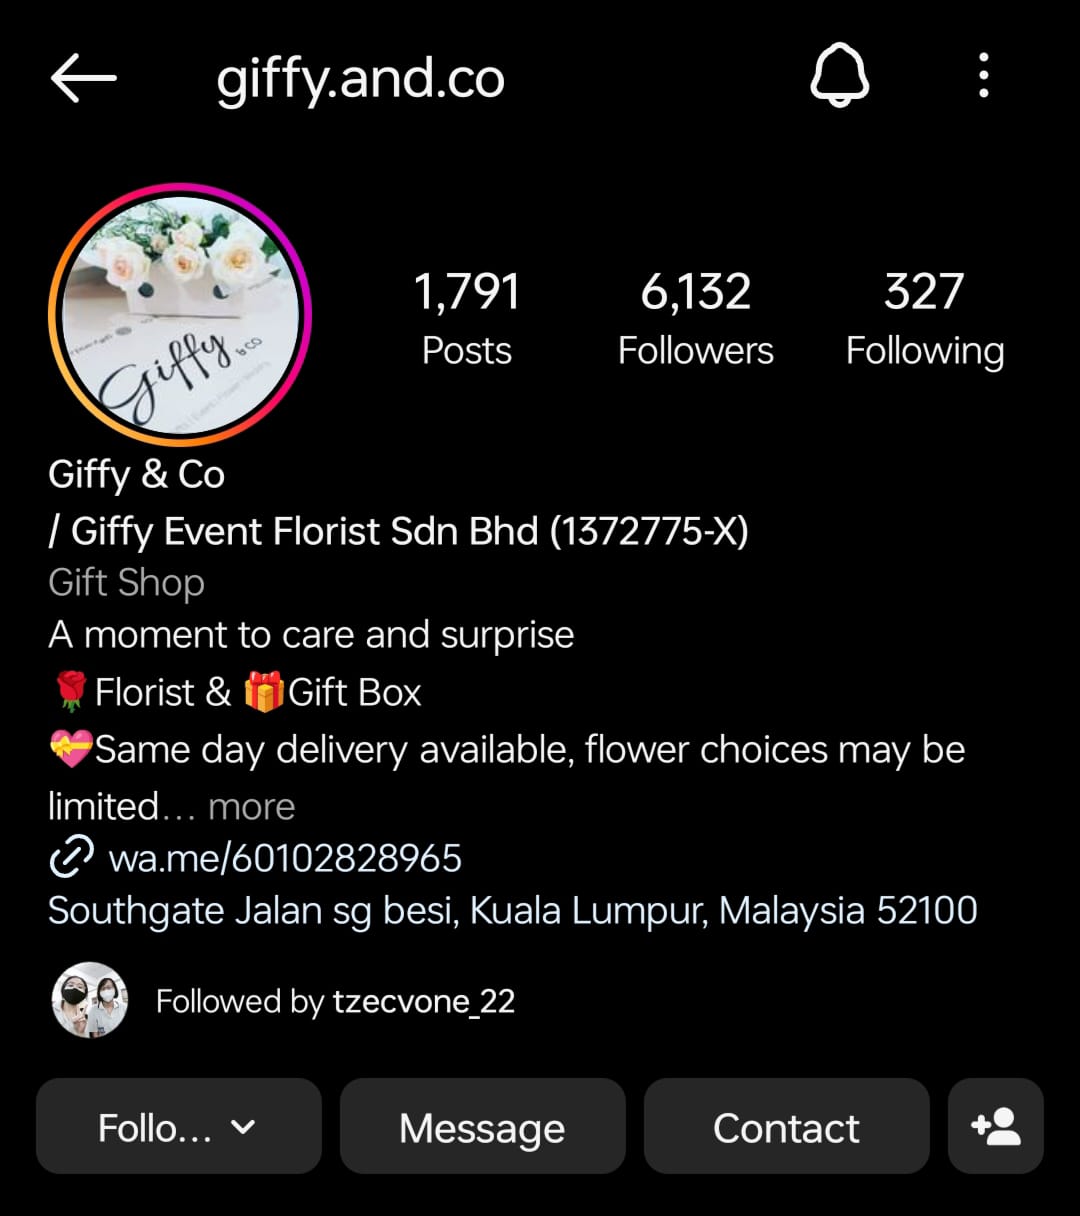 giffy.and.co
Giffy & CO
1,791 6,132 327
Posts Followers Following
Giffy & Co
/ Giffy Event Florist Sdn Bhd (1372775-X)
Gift Shop
A moment to care and surprise
🌹Florist & 🎁Gift Box
💝Same day delivery available, flower choices may be
limited… more
wa.me/60102828965
Southgate Jalan sg besi, Kuala Lumpur, Malaysia 52100
Followed by tzecvone_22
Follo... Message Contact